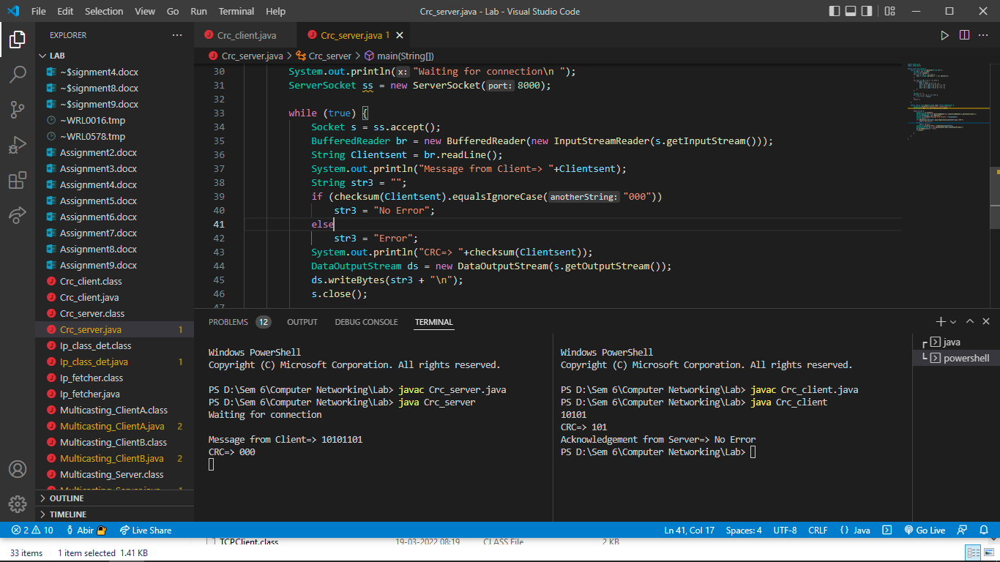 File Edit Selection View Go Run Terminal Help
Crc_server.java - Lab - Visual Studio Code
EXPLORER
LAB
~$signment4.docx
~$signment8.docx
~$signment9.docx
~WRL0016.tmp
~WRL0578.tmp
Assignment2.docx
Assignment3.docx
Assignment4.docx
Assignment5.docx
Assignment6.docx
Assignment7.docx
Assignment8.docx
Assignment9.docx
Crc_client.class
Crc_client.java
Crc_server.class
Crc_server.java 1
Ip_class_det.class
Ip_class_det.java 1
Ip_fetcher.class
Ip_fetcher.java
Multicasting_ClientA.class
Multicasting_ClientA.java 2
Multicasting_ClientB.class
Multicasting_ClientB.java 2
Multicasting_Server.class
Multicasting_Server.java 1
OUTLINE
TIMELINE
Crc_client.java
Crc_server.java 1
Crc_server.java > Crc_server > main(String[])
30 System.out.println(x: "Waiting for connection\n ");
31 ServerSocket ss = new ServerSocket(port: 8000);
32
33 while (true) {
34 Socket s = ss.accept();
35 BufferedReader br = new BufferedReader(new InputStreamReader(s.getInputStream()));
36 String Clientsent = br.readLine();
37 System.out.println("Message from Client=> "+Clientsent);
38 String str3 = "";
39 if (checksum(Clientsent).equalsIgnoreCase(anotherString: "000"))
40 str3 = "No Error";
41 else
42 str3 = "Error";
43 System.out.println("CRC=> "+checksum(Clientsent));
44 DataOutputStream ds = new DataOutputStream(s.getOutputStream());
45 ds.writeBytes(str3 + "\n");
46 s.close();
47
PROBLEMS 12 OUTPUT DEBUG CONSOLE TERMINAL
Windows PowerShell
Copyright (C) Microsoft Corporation. All rights reserved.
PS D:\Sem 6\Computer Networking\Lab> javac Crc_server.java
PS D:\Sem 6\Computer Networking\Lab> java Crc_server
Waiting for connection
Message from Client=> 10101101
CRC=> 000
Windows PowerShell
Copyright (C) Microsoft Corporation. All rights reserved.
PS D:\Sem 6\Computer Networking\Lab> javac Crc_client.java
PS D:\Sem 6\Computer Networking\Lab> java Crc_client
10101
CRC=> 101
Acknowledgement from Server=> No Error
PS D:\Sem 6\Computer Networking\Lab>
java
powershell
2 10 Abir Live Share
Ln 41, Col 17 Spaces: 4 UTF-8 CRLF {} Java Go Live
TCPClient.class 19-03-2022 08:19 CLASS File 2 KB
33 items 1 item selected 1.41 KB